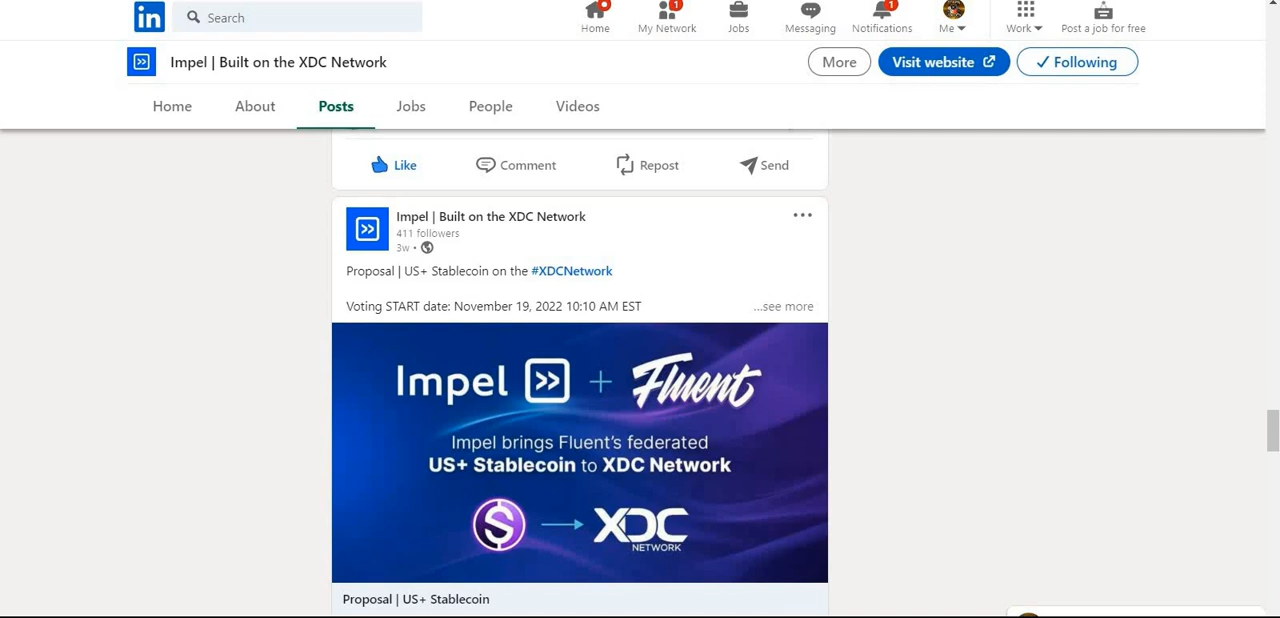 in Search
Home
My Network
Jobs
Messaging
Notifications
Me
Work
Post a job for free
1
1
Impel | Built on the XDC Network
More
Visit website
Following
Home
About
Posts
Jobs
People
Videos
Like
Comment
Repost
Send
Impel | Built on the XDC Network
411 followers
3w •
Proposal | US+ Stablecoin on the #XDCNetwork
Voting START date: November 19, 2022 10:10 AM EST
...see more
Impel + Fluent
Impel brings Fluent's federated
US+ Stablecoin to XDC Network
$ XDC
NETWORK
Proposal | US+ Stablecoin